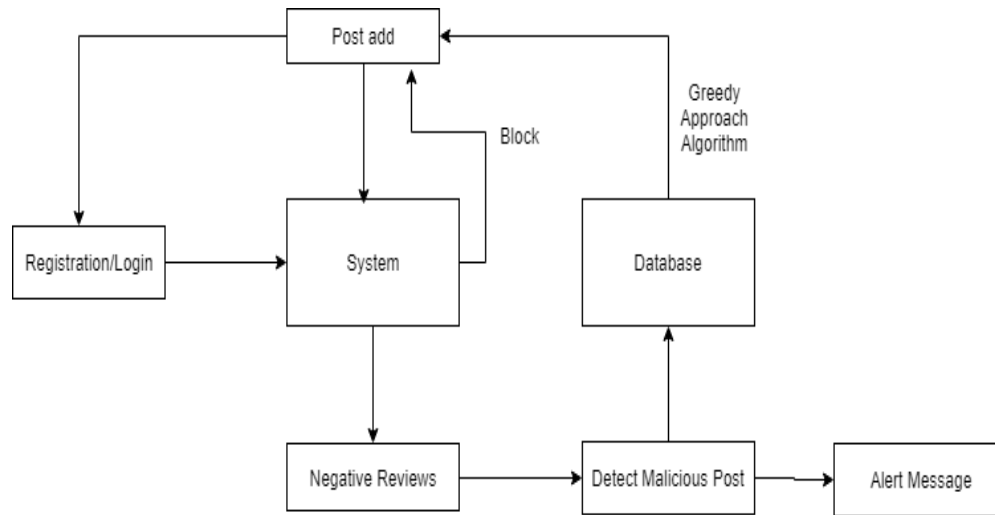 Post add
Greedy
Approach
Algorithm
Block
Registration/Login
System
Database
Negative Reviews
Detect Malicious Post
Alert Message